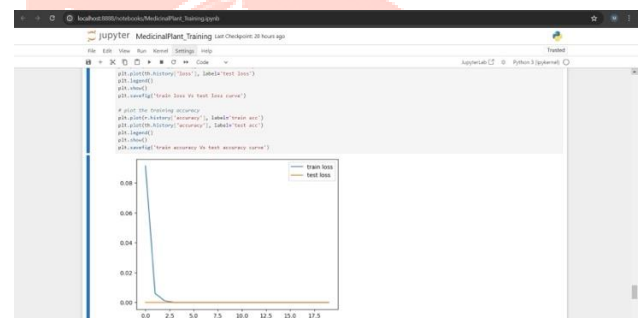 localhost:8888/notebooks/MedicinalPlant_Training.ipynb
jupyter MedicinalPlant_Training Last Checkpoint: 20 hours ago
File Edit View Run Kernel Settings Help Trusted
Code JupyterLab Python 3 (ipykernel)
plt.plot(th.history['loss'], label='test loss')
plt.legend()
plt.show()
plt.savefig('train loss Vs test loss curve')
# plot the Training accuracy
plt.plot(r.history['accuracy'], label='train acc')
plt.plot(th.history['accuracy'], label='test acc')
plt.legend()
plt.show()
plt.savefig('train accuracy Vs test accuracy curve')
train loss
test loss
0.08
0.06
0.04
0.02
0.00
0.0 2.5 5.0 7.5 10.0 12.5 15.0 17.5